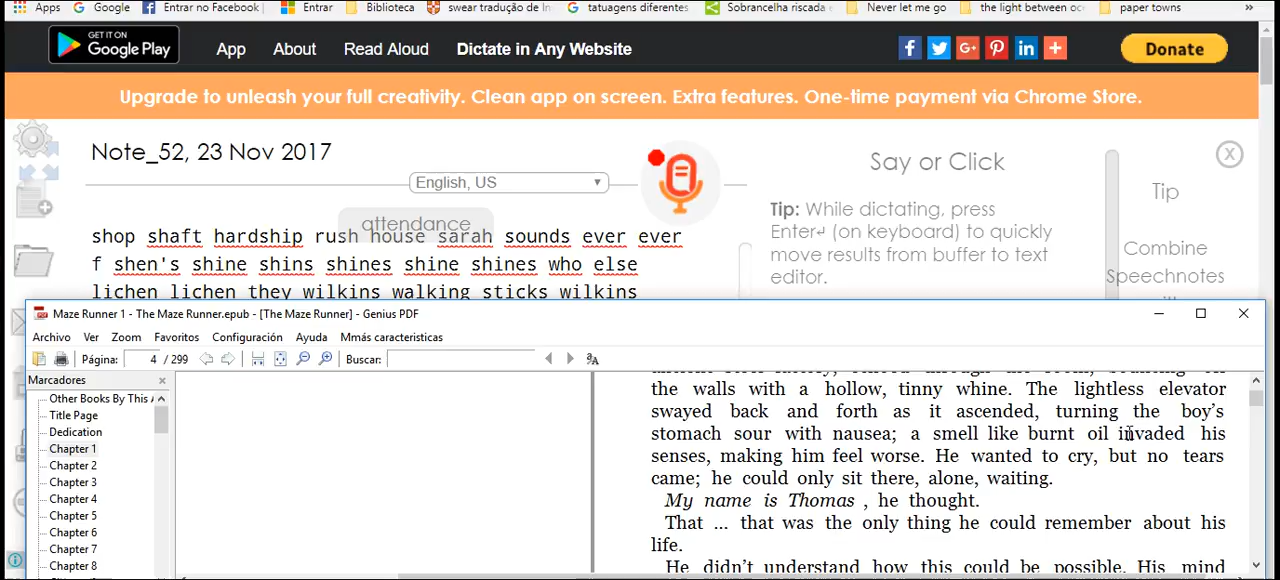 Apps G Google Entrar no Facebook Entrar Biblioteca swear tradução de In G tatuagens diferentes Sobrancelha riscada Never let me go the light between oc paper towns »
GET IT ON
Google Play App About Read Aloud Dictate in Any Website Donate
Upgrade to unleash your full creativity. Clean app on screen. Extra features. One-time payment via Chrome Store.
Note_52, 23 Nov 2017
English, US
attendance
shop shaft hardship rush house sarah sounds ever ever
f shen's shine shins shines shine shines who else
lichen lichen they wilkins walking sticks wilkins
Say or Click
Tip: While dictating, press
Enter↵ (on keyboard) to quickly
move results from buffer to text
editor.
X
Tip
Combine
Speechnotes
Maze Runner 1 - The Maze Runner.epub - [The Maze Runner] - Genius PDF
Archivo Ver Zoom Favoritos Configuración Ayuda Mmás caracteristicas
Página: 4 / 299 Buscar:
Marcadores
Other Books By This
Title Page
Dedication
Chapter 1
Chapter 2
Chapter 3
Chapter 4
Chapter 5
Chapter 6
Chapter 7
Chapter 8
the walls with a hollow, tinny whine. The lightless elevator
swayed back and forth as it ascended, turning the boy's
stomach sour with nausea; a smell like burnt oil invaded his
senses, making him feel worse. He wanted to cry, but no tears
came; he could only sit there, alone, waiting.
My name is Thomas , he thought.
That ... that was the only thing he could remember about his
life.
He didn't understand how this could be possible. His mind